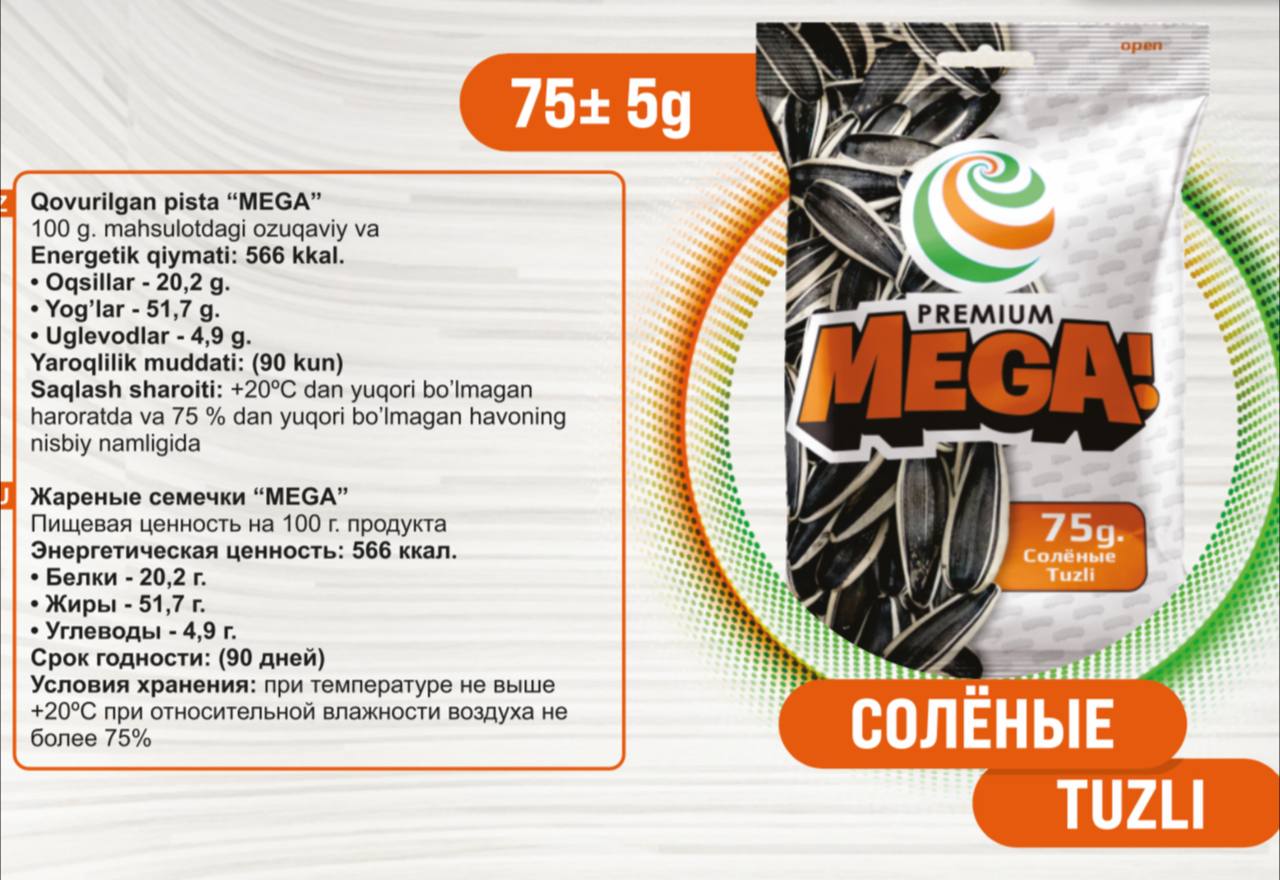 75± 5g
Z
Qovurilgan pista “MEGA”
100 g. mahsulotdagi ozuqaviy va
Energetik qiymati: 566 kkal.
• Oqsillar - 20,2 g.
• Yog’lar - 51,7 g.
• Uglevodlar - 4,9 g.
Yaroqlilik muddati: (90 kun)
Saqlash sharoiti: +20ºC dan yuqori bo’lmagan
haroratda va 75 % dan yuqori bo’lmagan havoning
nisbiy namligida
U
Жареные семечки “MEGA”
Пищевая ценность на 100 г. продукта
Энергетическая ценность: 566 ккал.
• Белки - 20,2 г.
• Жиры - 51,7 г.
• Углеводы - 4,9 г.
Срок годности: (90 дней)
Условия хранения: при температуре не выше
+20ºC при относительной влажности воздуха не
более 75%
open
PREMIUM
MEGA!
75g.
Солёные
Tuzli
СОЛЁНЫЕ
TUZLI